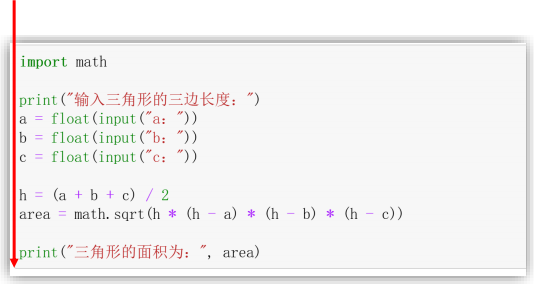 import math
print("输入三角形的三边长度：")
a = float(input("a："))
b = float(input("b："))
c = float(input("c："))
h = (a + b + c) / 2
area = math.sqrt(h * (h - a) * (h - b) * (h - c))
print("三角形的面积为：", area)